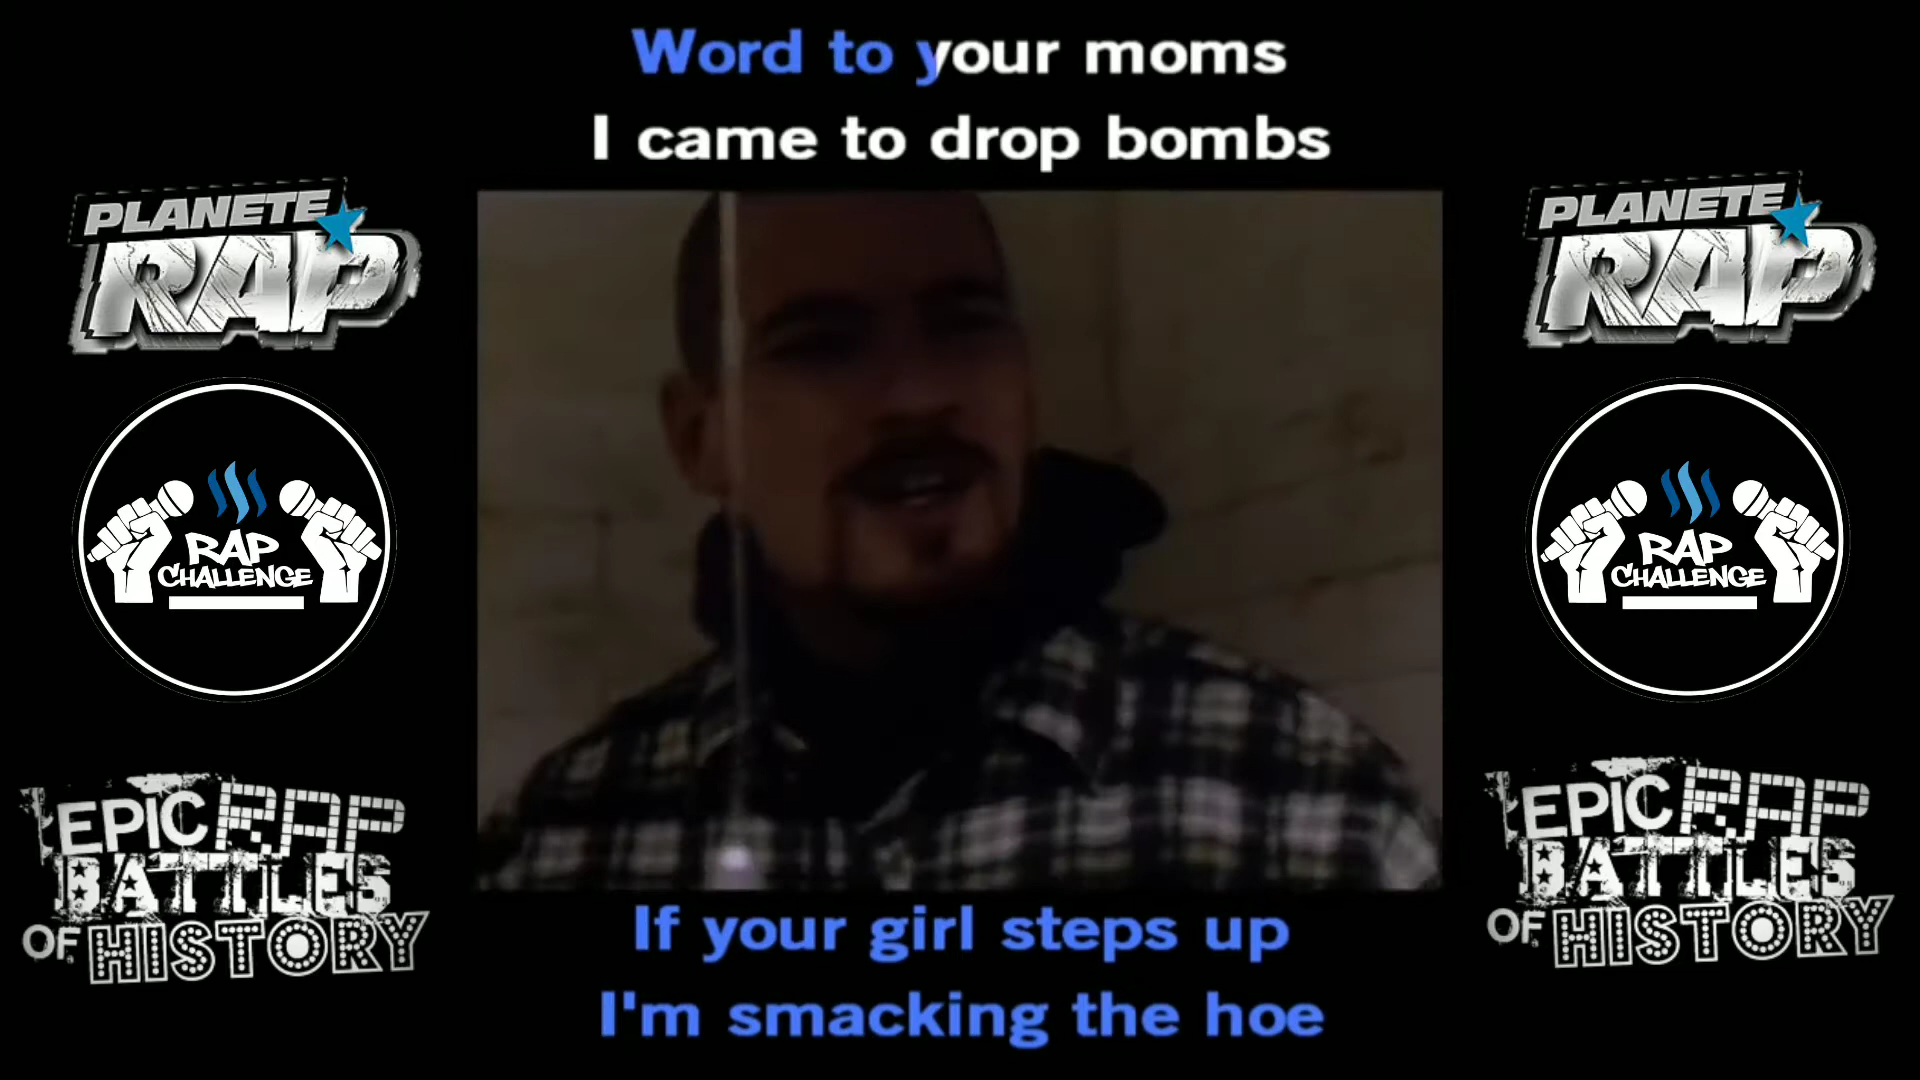 Word to your moms
I came to drop bombs
PLANETE
RAP
PLANETE
RAP
RAP
CHALLENGE
RAP
CHALLENGE
EPIC RAP
BATTLES
OF HISTORY
EPIC RAP
BATTLES
OF HISTORY
If your girl steps up
I'm smacking the hoe